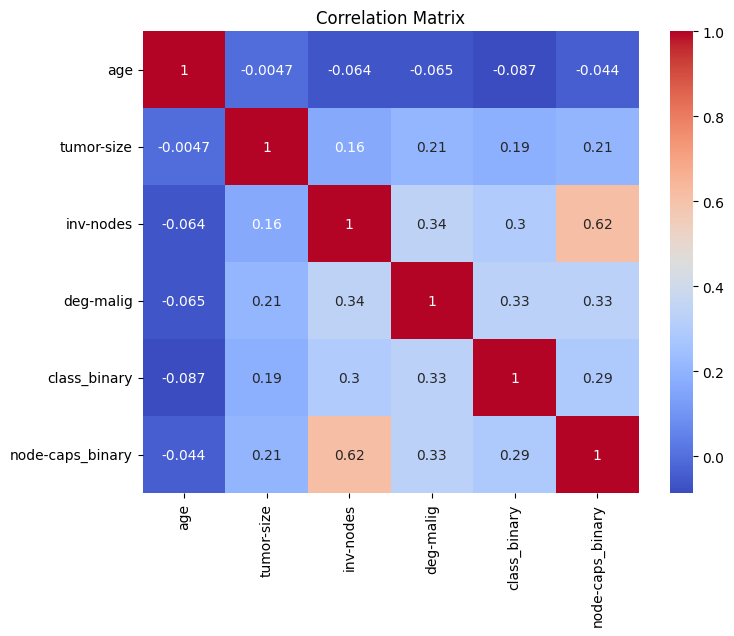 Correlation Matrix
age 1 -0.0047 -0.064 -0.065 -0.087 -0.044
tumor-size -0.0047 1 0.16 0.21 0.19 0.21
inv-nodes -0.064 0.16 1 0.34 0.3 0.62
deg-malig -0.065 0.21 0.34 1 0.33 0.33
class_binary -0.087 0.19 0.3 0.33 1 0.29
node-caps_binary -0.044 0.21 0.62 0.33 0.29 1
age
tumor-size
inv-nodes
deg-malig
class_binary
node-caps_binary
1.0
0.8
0.6
0.4
0.2
0.0